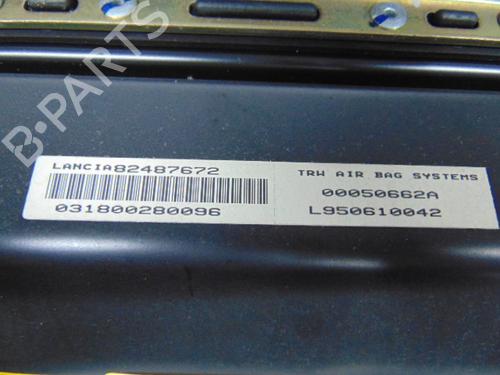 B-PARTS
LANCIA82487672
TRW AIR BAG SYSTEMS
00050662A
031800280096
L950610042